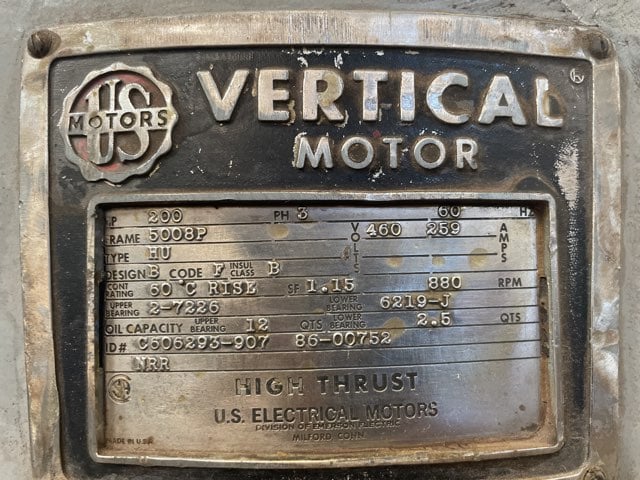 US
MOTORS
VERTICAL
MOTOR
200 PH 3 60 HZ
FRAME 5008P VOLTS 460 259 AMPS
TYPE HU
DESIGN B CODE F INSUL CLASS B
CONT RATING 60°C RISE SF 1.15 880 RPM
UPPER BEARING 2-7226 LOWER BEARING 6219-J
OIL CAPACITY UPPER BEARING 12 QTS LOWER BEARING 2.5 QTS
ID# C606293-907 86-00752
NRR
HIGH THRUST
U.S. ELECTRICAL MOTORS
DIVISION OF EMERSON ELECTRIC
MILFORD CONN.
MADE IN U.S.A.